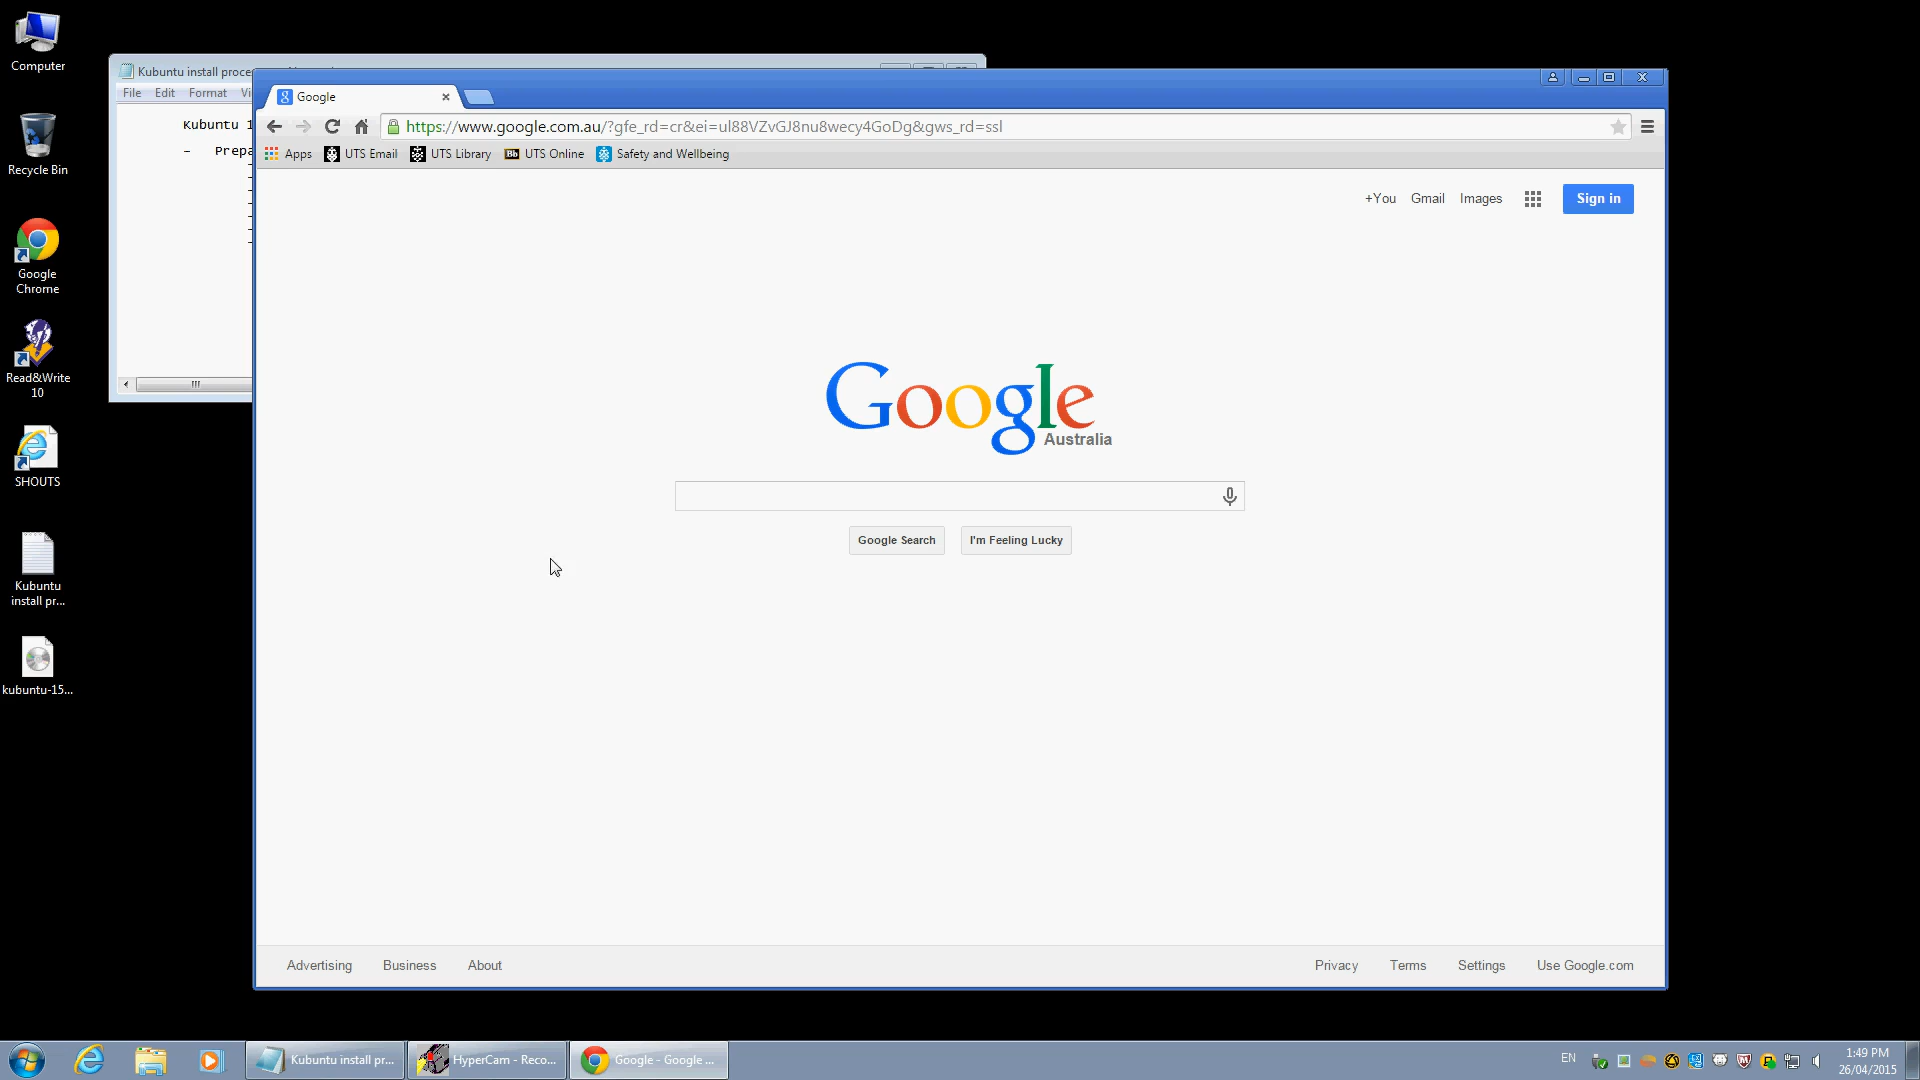 Computer
Recycle Bin
Google
Chrome
Read&Write
10
SHOUTS
Kubuntu
install pr...
kubuntu-15...
Kubuntu install proce
File Edit Format Vi
Kubuntu 1
- Prepa
Google
https://www.google.com.au/?gfe_rd=cr&ei=ul88VZvGJ8nu8wecy4GoDg&gws_rd=ssl
Apps UTS Email UTS Library Bb UTS Online Safety and Wellbeing
+You Gmail Images Sign in
Google
Australia
Google Search I'm Feeling Lucky
Advertising Business About Privacy Terms Settings Use Google.com
Kubuntu install pr... HyperCam - Reco... Google - Google ... EN 1:49 PM
26/04/2015